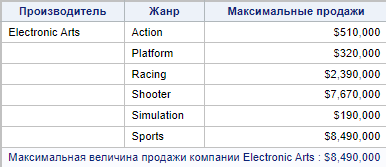 Производитель Жанр Максимальные продажи
Electronic Arts Action $510,000
Platform $320,000
Racing $2,390,000
Shooter $7,670,000
Simulation $190,000
Sports $8,490,000
Максимальная величина продажи компании Electronic Arts : $8,490,000